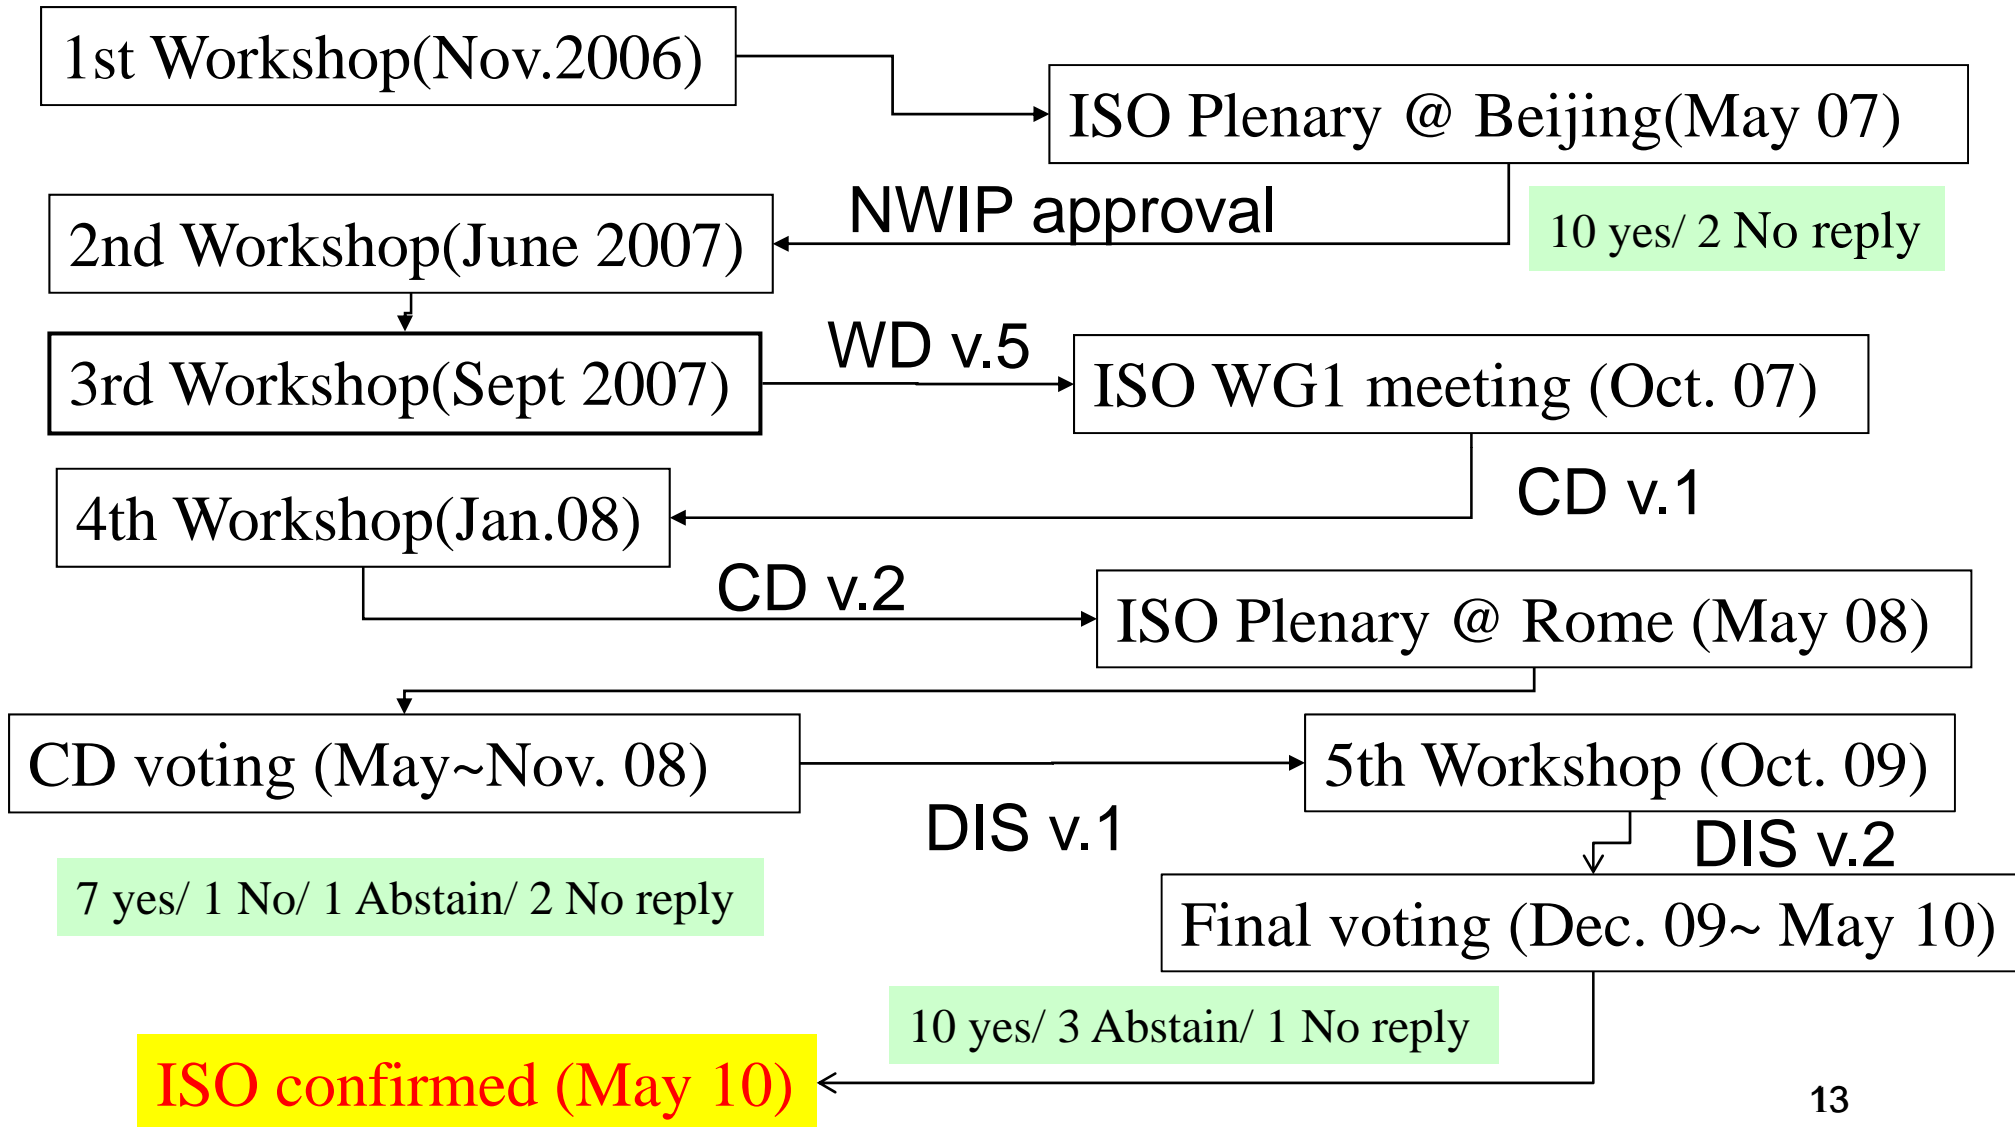 1st Workshop(Nov.2006)
ISO Plenary @ Beijing(May 07)
NWIP approval
10 yes/ 2 No reply
2nd Workshop(June 2007)
WD v.5
3rd Workshop(Sept 2007)
ISO WG1 meeting (Oct. 07)
CD v.1
4th Workshop(Jan.08)
CD v.2
ISO Plenary @ Rome (May 08)
CD voting (May~Nov. 08)
5th Workshop (Oct. 09)
DIS v.1
DIS v.2
7 yes/ 1 No/ 1 Abstain/ 2 No reply
Final voting (Dec. 09~ May 10)
10 yes/ 3 Abstain/ 1 No reply
ISO confirmed (May 10)
13